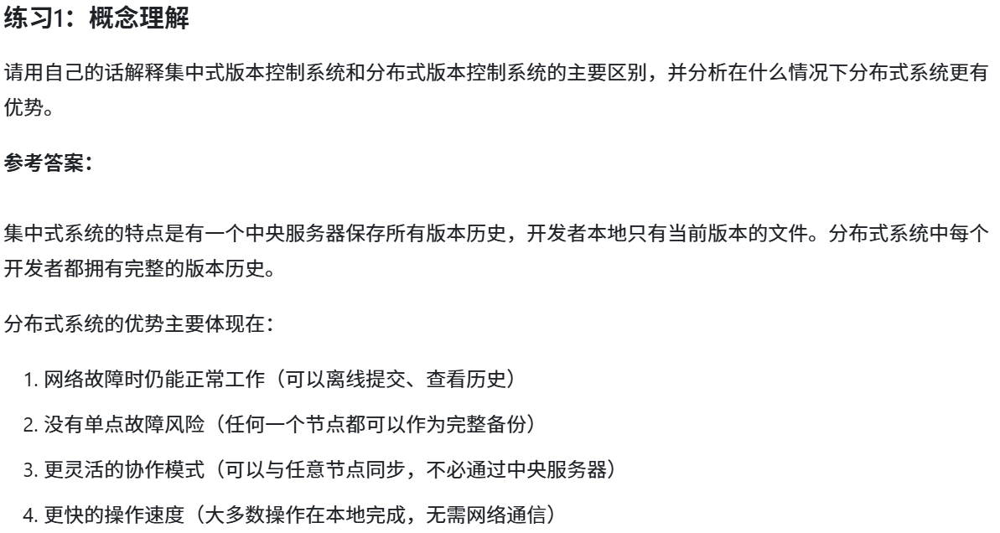 练习1：概念理解
请用自己的话解释集中式版本控制系统和分布式版本控制系统的主要区别，并分析在什么情况下分布式系统更有
优势。
参考答案：
集中式系统的特点是有一个中央服务器保存所有版本历史，开发者本地只有当前版本的文件。分布式系统中每个
开发者都拥有完整的版本历史。
分布式系统的优势主要体现在：
1. 网络故障时仍能正常工作（可以离线提交、查看历史）
2. 没有单点故障风险（任何一个节点都可以作为完整备份）
3. 更灵活的协作模式（可以与任意节点同步，不必通过中央服务器）
4. 更快的操作速度（大多数操作在本地完成，无需网络通信）